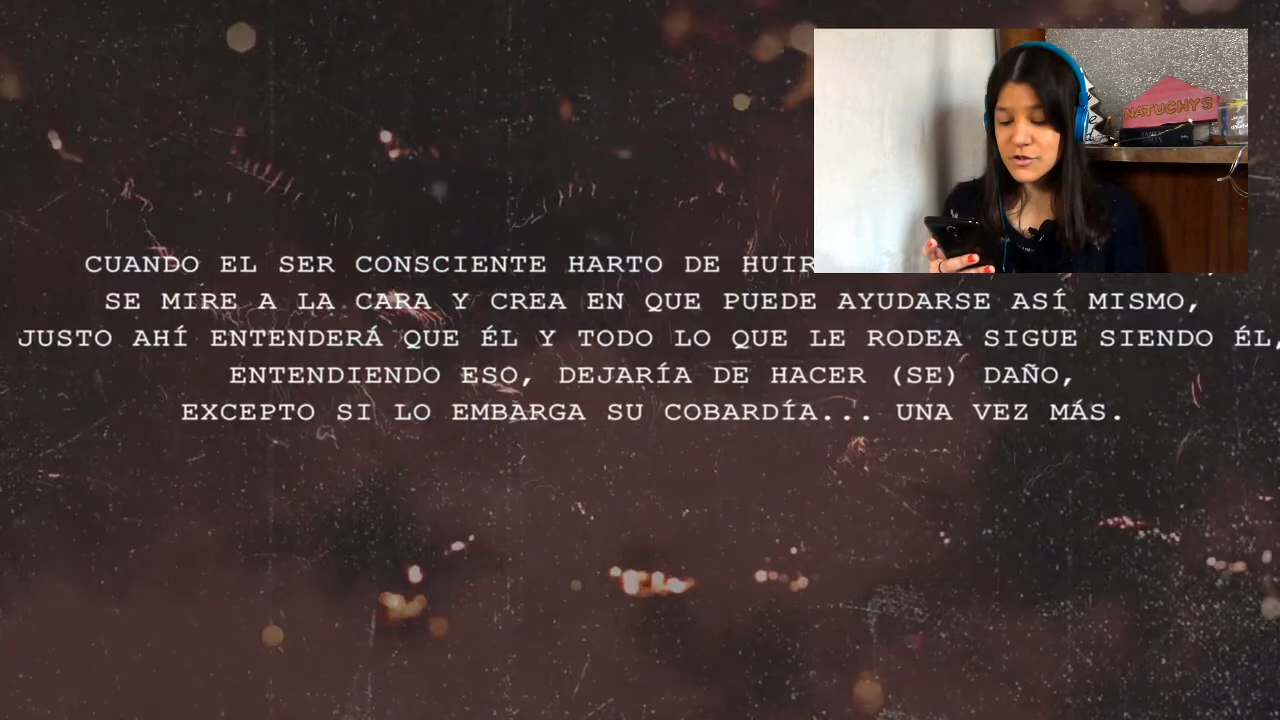 NATUCHYS
CUANDO EL SER CONSCIENTE HARTO DE HUIR
SE MIRE A LA CARA Y CREA EN QUE PUEDE AYUDARSE ASÍ MISMO,
JUSTO AHÍ ENTENDERÁ QUE ÉL Y TODO LO QUE LE RODEA SIGUE SIENDO ÉL,
ENTENDIENDO ESO, DEJARÍA DE HACER (SE) DAÑO,
EXCEPTO SI LO EMBARGA SU COBARDÍA... UNA VEZ MÁS.